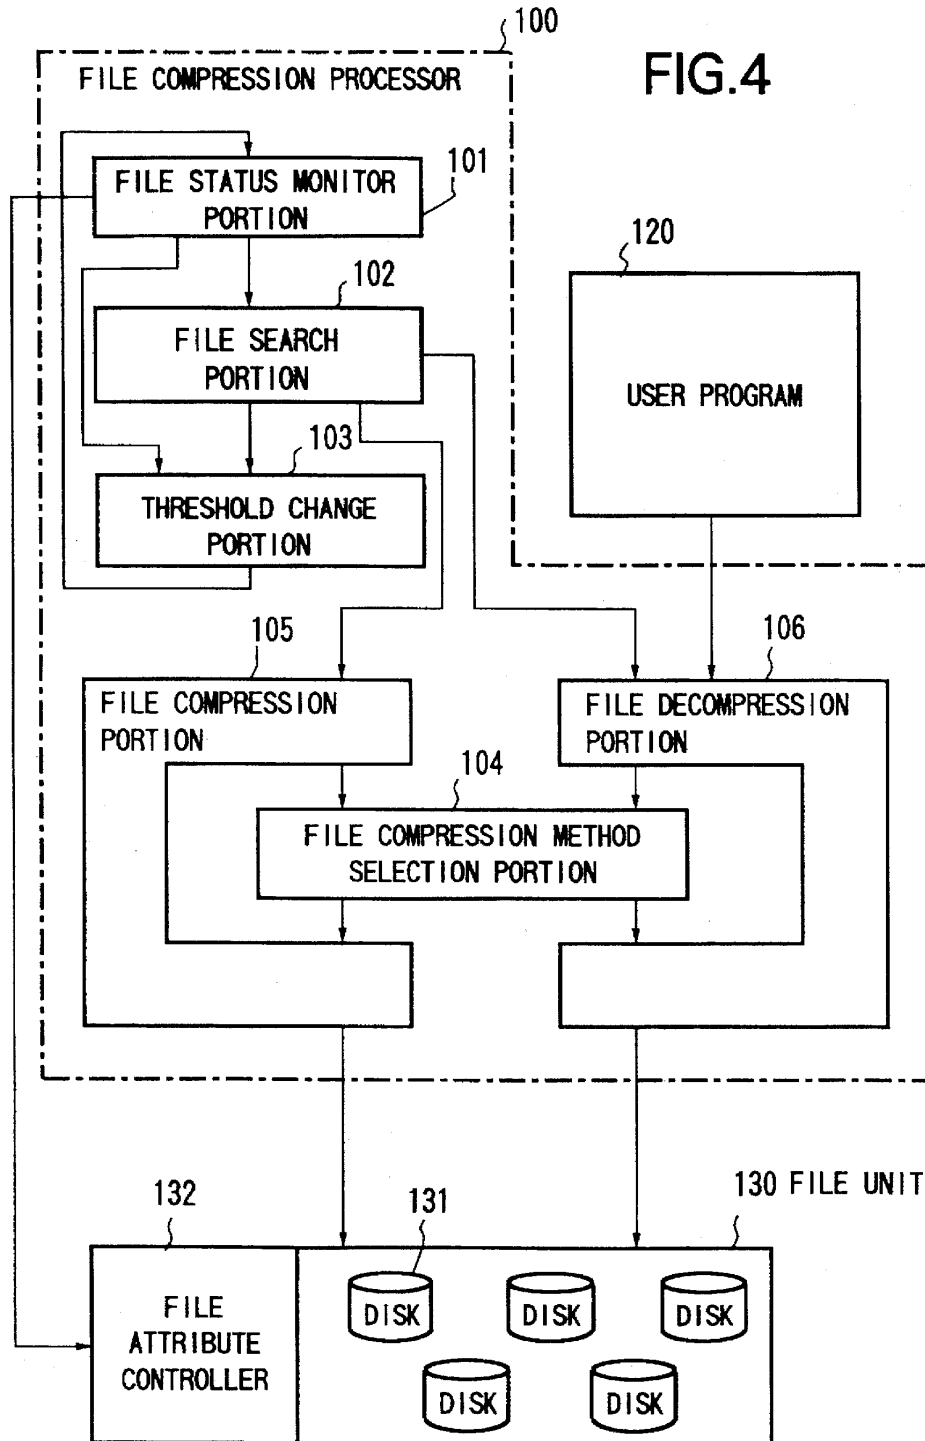 100
FILE COMPRESSION PROCESSOR
FIG.4
FILE STATUS MONITOR
PORTION
101
120
102
FILE SEARCH
PORTION
USER PROGRAM
103
THRESHOLD CHANGE
PORTION
105
106
FILE COMPRESSION
PORTION
FILE DECOMPRESSION
PORTION
104
FILE COMPRESSION METHOD
SELECTION PORTION
132
131
130 FILE UNIT
FILE
ATTRIBUTE
CONTROLLER
DISK
DISK
DISK
DISK
DISK